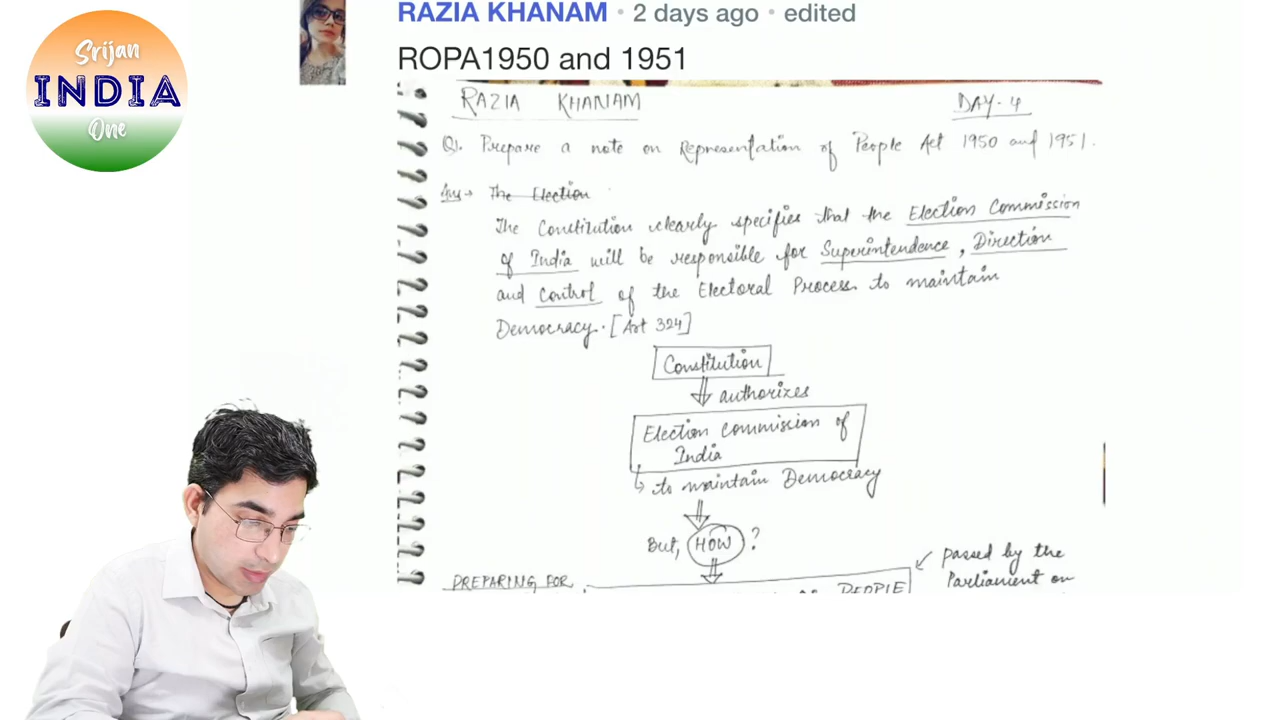 Srijan
INDIA
One
RAZIA KHANAM • 2 days ago • edited
ROPA1950 and 1951
RAZIA KHANAM DAY-4
Q1. Prepare a note on Representation of People Act 1950 and 1951.
Ans→ The Election
The Constitution clearly specifies that the Election Commission
of India will be responsible for Superintendence, Direction
and Control of the Electoral Process to maintain
Democracy. [Art 324]
Constitution
authorizes
Election Commission of
India
to maintain Democracy
But, HOW ?
passed by the
Parliament on
PREPARING FOR
PEOPLE